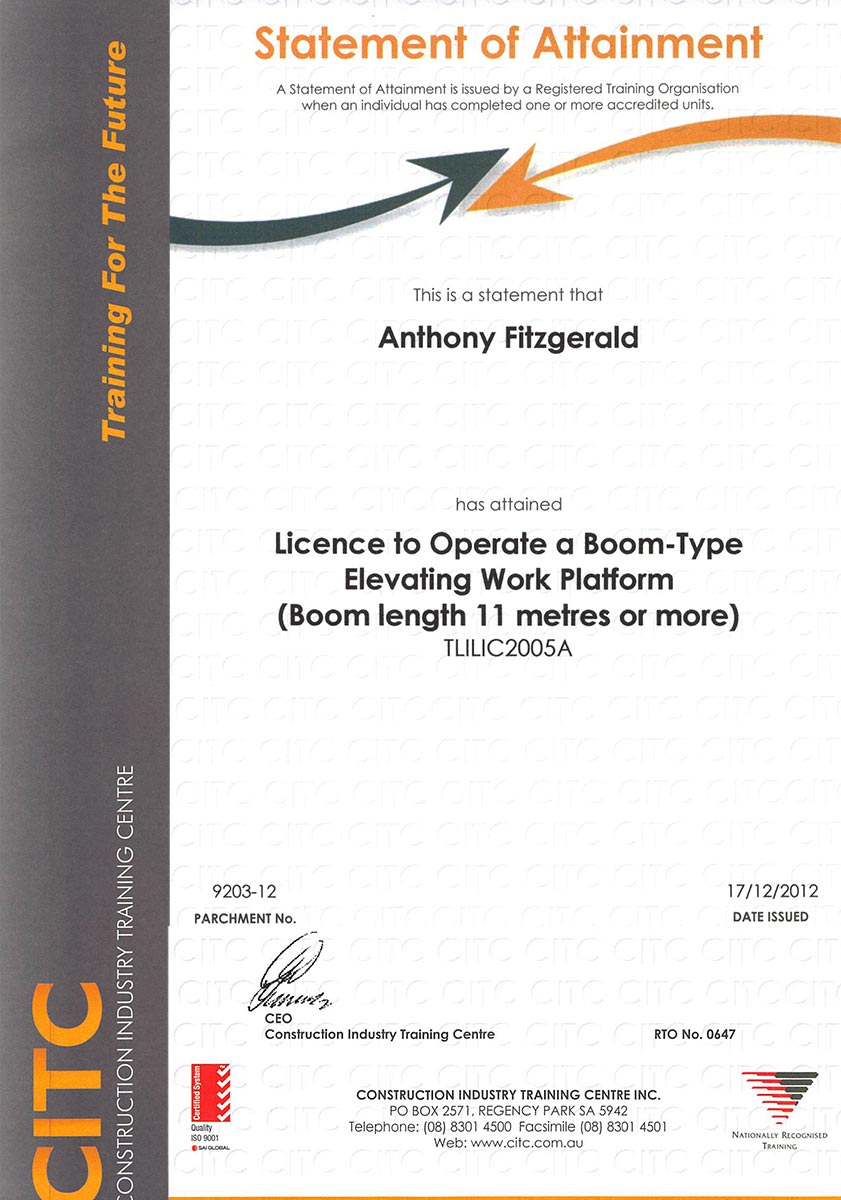 Statement of Attainment
A Statement of Attainment is issued by a Registered Training Organisation
when an individual has completed one or more accredited units.
Training For The Future
This is a statement that
Anthony Fitzgerald
has attained
Licence to Operate a Boom-Type
Elevating Work Platform
(Boom length 11 metres or more)
TLILIC2005A
CITC
CONSTRUCTION INDUSTRY TRAINING CENTRE
9203-12
17/12/2012
PARCHMENT No.
DATE ISSUED
CEO
Construction Industry Training Centre
RTO No. 0647
Certified System
Quality
ISO 9001
SAI GLOBAL
CONSTRUCTION INDUSTRY TRAINING CENTRE INC.
PO BOX 2571, REGENCY PARK SA 5942
Telephone: (08) 8301 4500 Facsimile (08) 8301 4501
Web: www.citc.com.au
NATIONALLY RECOGNISED
TRAINING